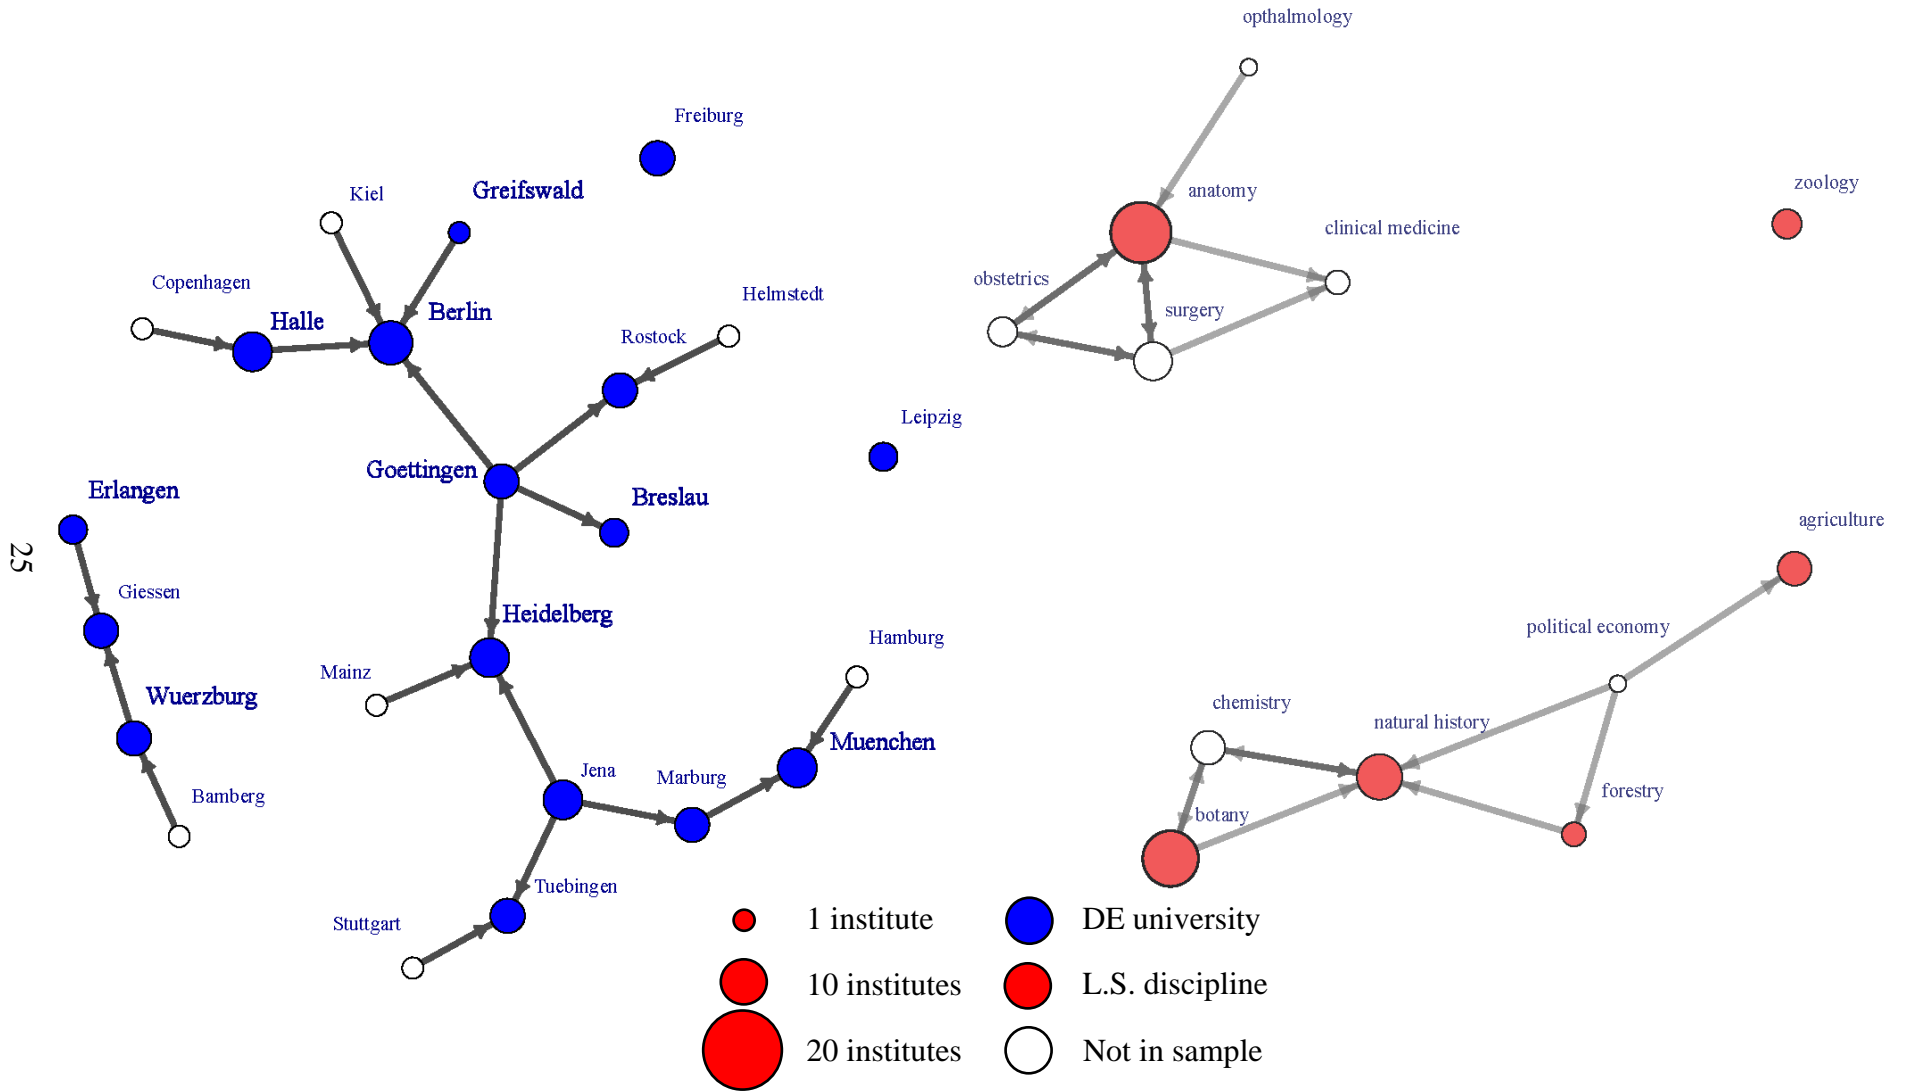 opthalmology
Freiburg
zoology
Kiel
Greifswald
anatomy
clinical medicine
Copenhagen
obstetrics
Helmstedt
Halle
Berlin
surgery
Rostock
Leipzig
Goettingen
Erlangen
Breslau
agriculture
25
Giessen
Heidelberg
political economy
Hamburg
Mainz
Wuerzburg
chemistry
natural history
Muenchen
Jena
Marburg
Bamberg
forestry
botany
Tuebingen
Stuttgart
1 institute
DE university
10 institutes
L.S. discipline
20 institutes
Not in sample